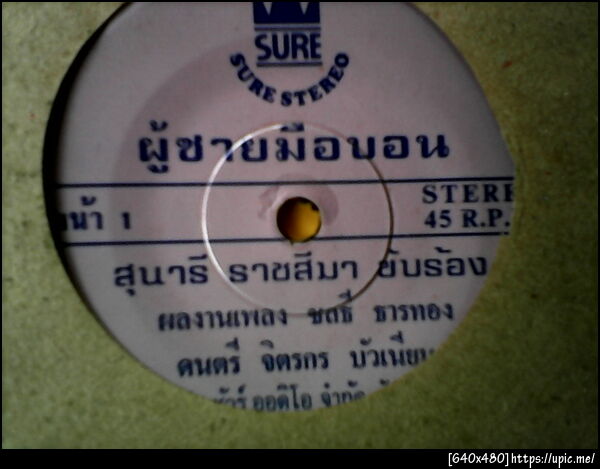 SURE
SURE STEREO
ผู้ชายมือบอน
หน้า 1
STERE
45 R.P.
สุนารี ราชสีมา ขับร้อง
ผลงานเพลง ชลธี ธารทอง
ดนตรี จิตรกร บัวเนียม
ชัวร์ ออดิโอ จำกัด
[640x480]https://upic.me/